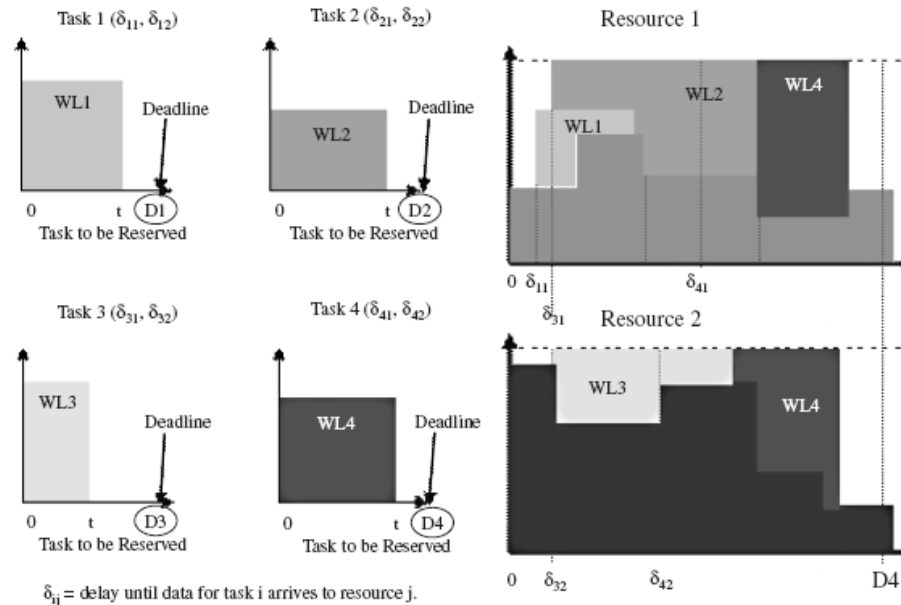 Task 1 (δ11, δ12)
WL1
Deadline
0 t D1
Task to be Reserved
Task 2 (δ21, δ22)
WL2
Deadline
0 t D2
Task to be Reserved
Resource 1
WL1
WL2
WL4
0 δ11 δ41
δ31
Task 3 (δ31, δ32)
WL3
Deadline
0 t D3
Task to be Reserved
Task 4 (δ41, δ42)
WL4
Deadline
0 t D4
Task to be Reserved
Resource 2
WL3
WL4
0 δ32 δ42 D4
δij = delay until data for task i arrives to resource j.